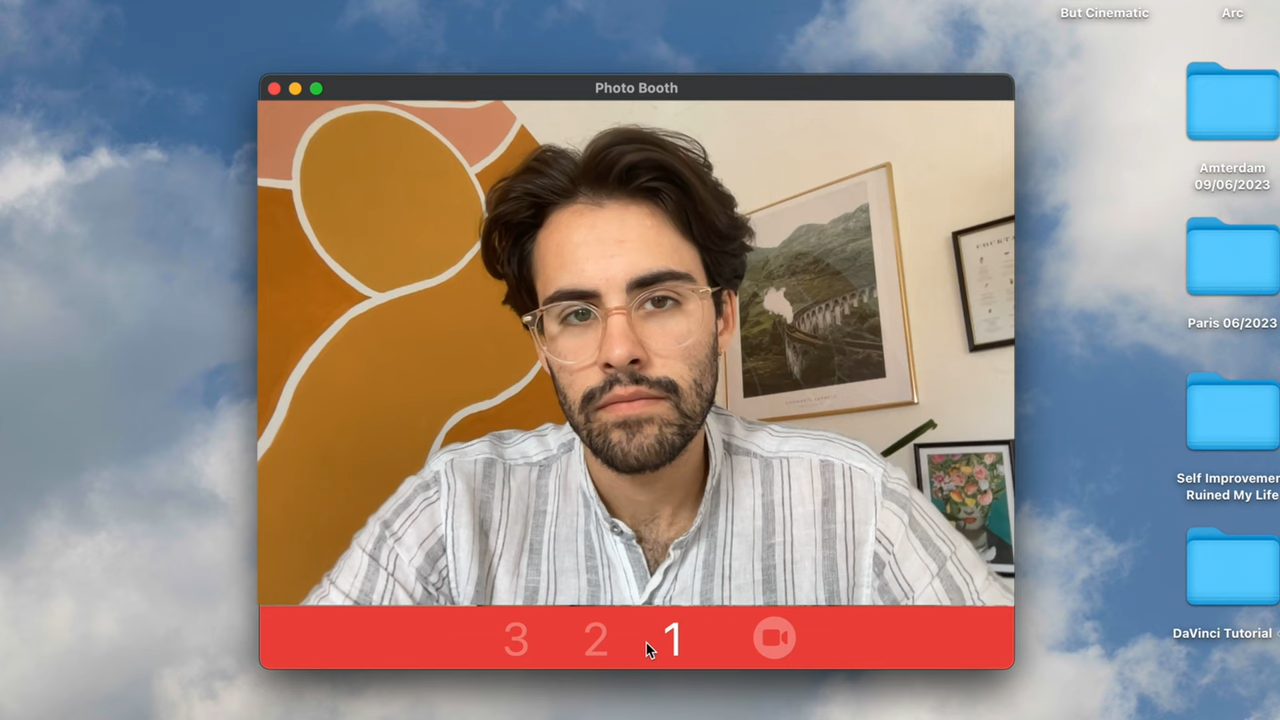 But Cinematic
Arc
Photo Booth
Amterdam
09/06/2023
Paris 06/2023
Self Improvemen
Ruined My Life
DaVinci Tutorial
3 2 1